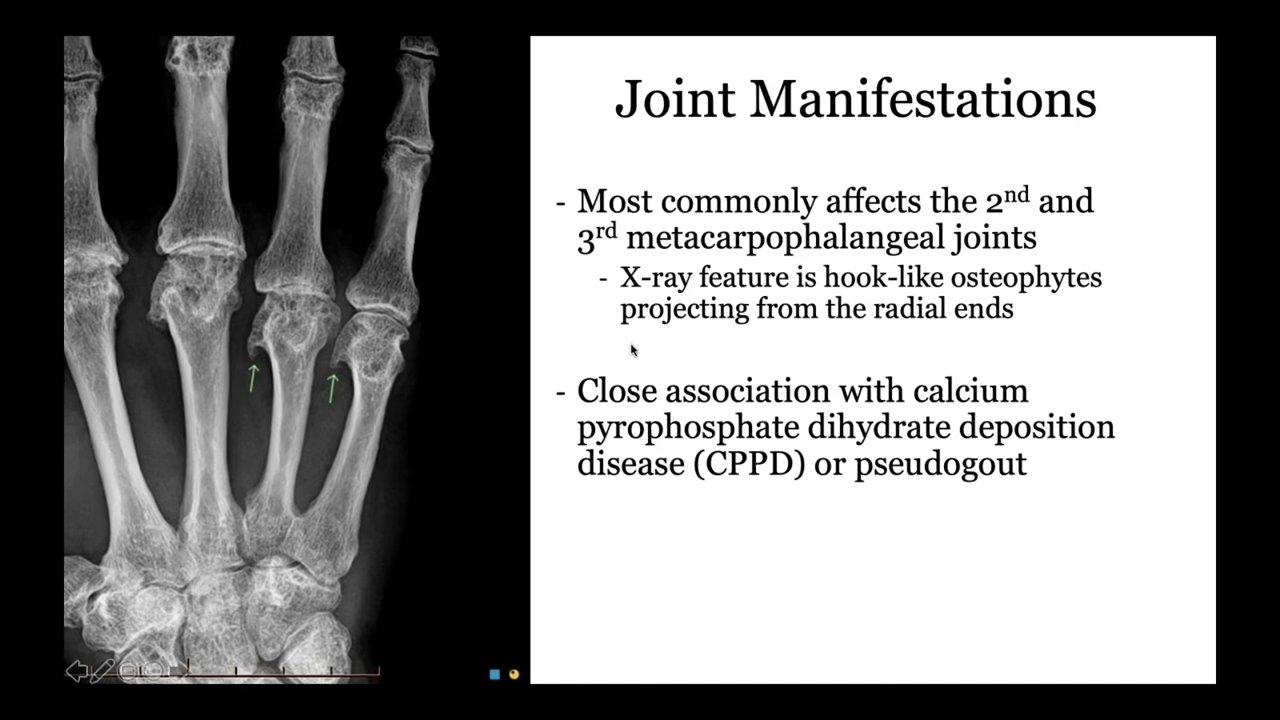 Joint Manifestations
- Most commonly affects the 2nd and
3rd metacarpophalangeal joints
- X-ray feature is hook-like osteophytes
projecting from the radial ends
- Close association with calcium
pyrophosphate dihydrate deposition
disease (CPPD) or pseudogout